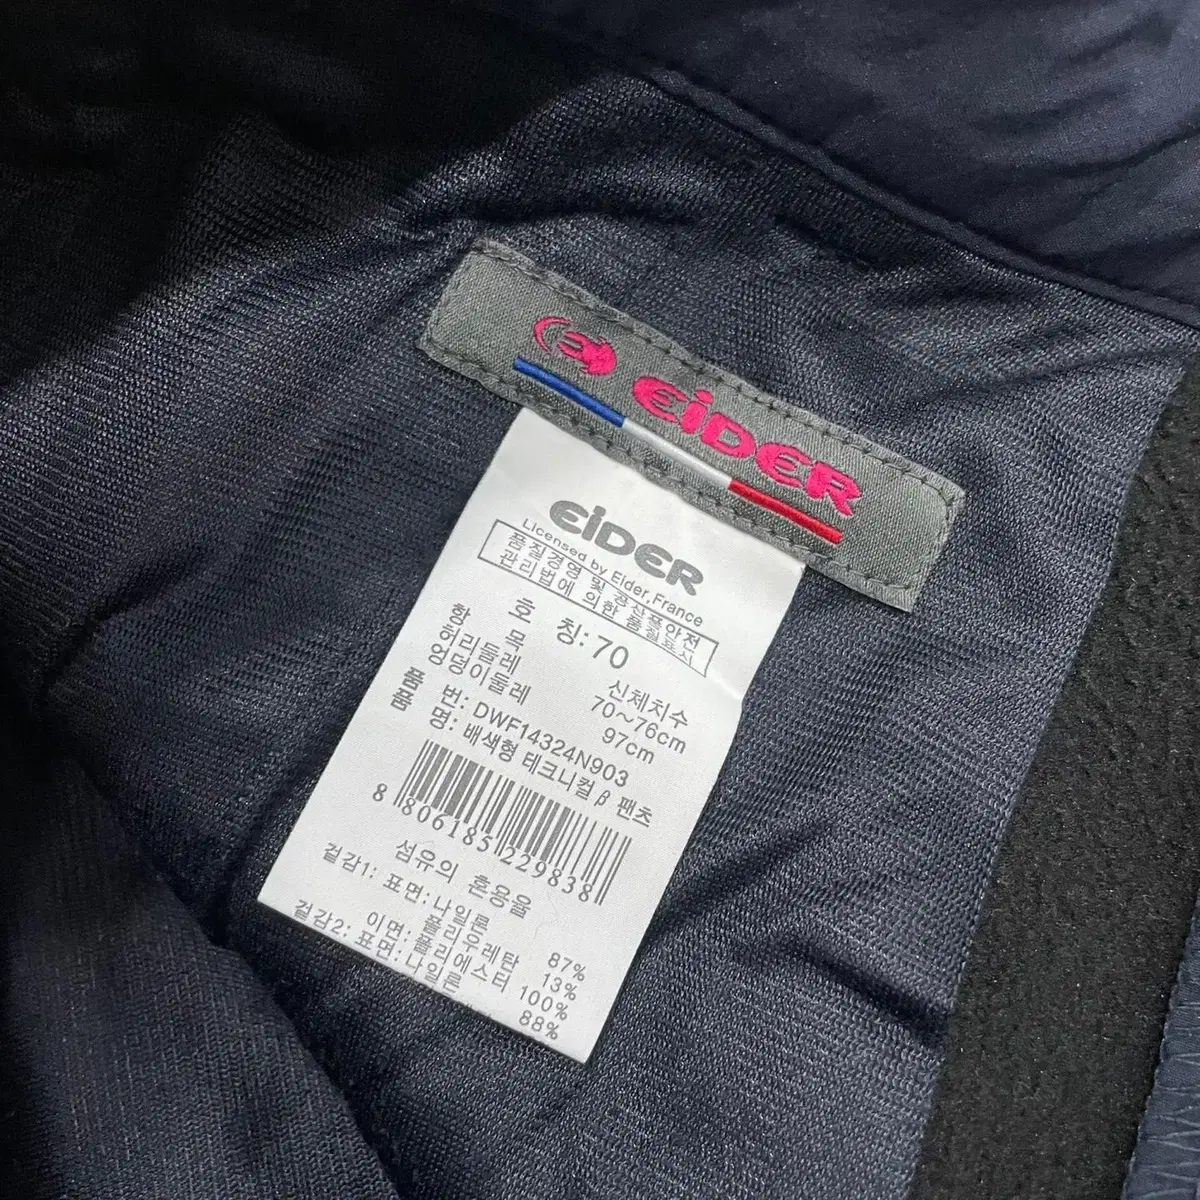 EiDER
EiDER
Licensed by Eider, France
품질경영 및 공산품안전
관리법에 의한 품질표시
호 칭: 70
항 목 신체치수
허리둘레 70~76cm
엉덩이둘레 97cm
품 번: DWF14324N903
품 명: 배색형 테크니컬 β 팬츠
8 806185 229838
섬유의 혼용율
겉감1: 표면: 나일론 87%
폴리우레탄 13%
이면: 폴리에스터 100%
겉감2: 표면: 나일론 88%